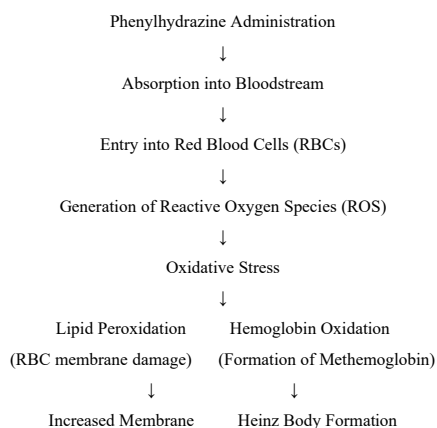 Phenylhydrazine Administration
↓
Absorption into Bloodstream
↓
Entry into Red Blood Cells (RBCs)
↓
Generation of Reactive Oxygen Species (ROS)
↓
Oxidative Stress
↓
Lipid Peroxidation Hemoglobin Oxidation
(RBC membrane damage) (Formation of Methemoglobin)
↓ ↓
Increased Membrane Heinz Body Formation